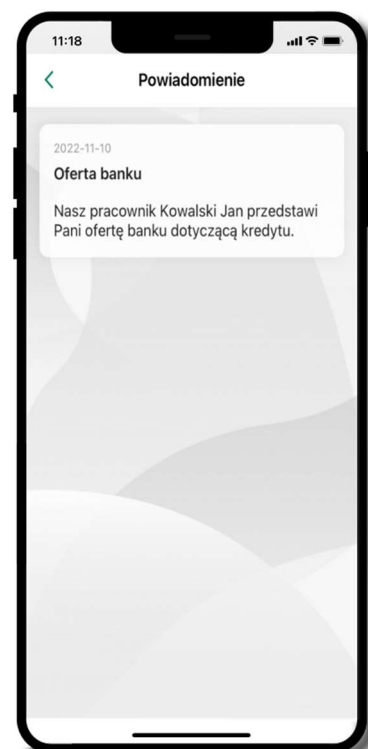 11:18
Powiadomienie
2022-11-10
Oferta banku
Nasz pracownik Kowalski Jan przedstawi
Pani ofertę banku dotyczącą kredytu.